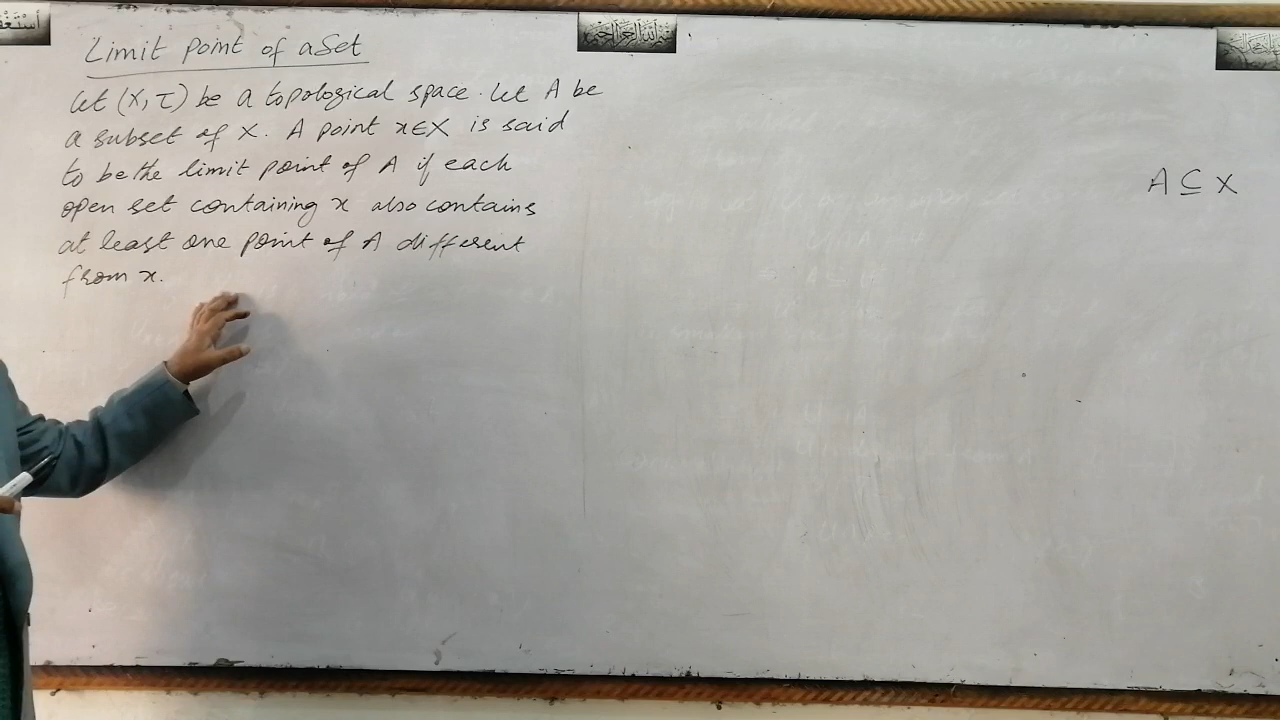 Limit Point of a Set
Let (X, τ) be a topological space. Let A be
a subset of X. A point x∈X is said
to be the limit point of A if each
open set containing x also contains
at least one point of A different
from x.
A ⊆ X